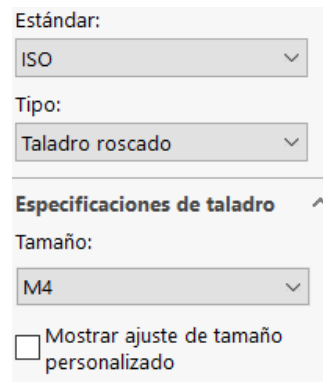 Estándar:
ISO
Tipo:
Taladro roscado
Especificaciones de taladro
Tamaño:
M4
Mostrar ajuste de tamaño
personalizado